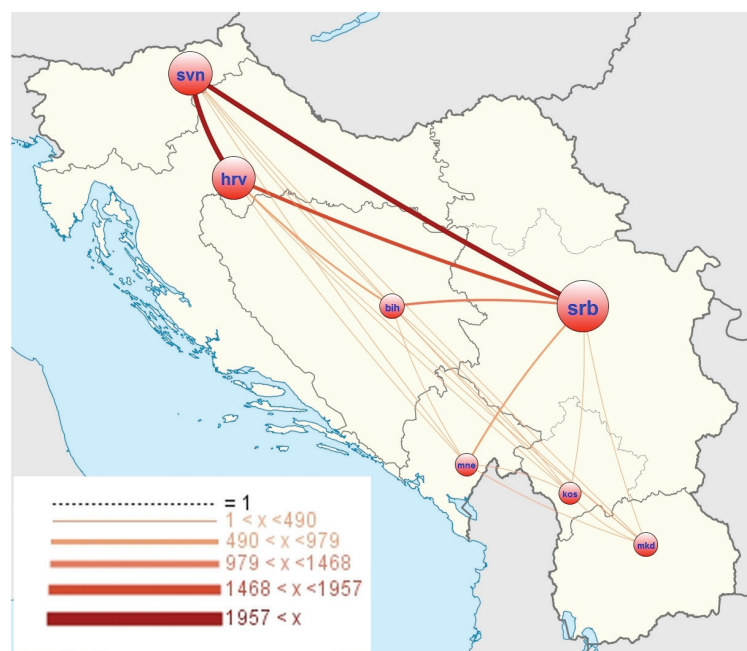 svn
hrv
bih
srb
mne
kos
mkd
= 1
1 < x <490
490 < x <979
979 < x <1468
1468 < x <1957
1957 < x